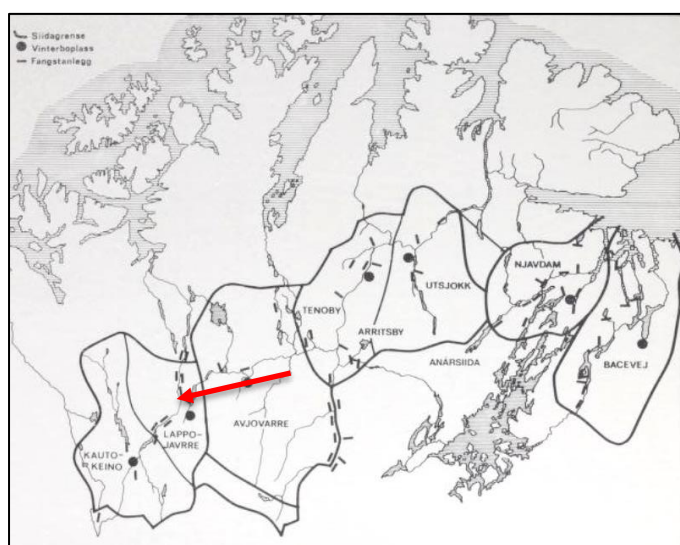 Siidagrense
Vinterboplass
Fangstanlegg
NJAVDAM
UTSJOKK
TENOBY
ARRITSBY
ANÁRSIIDA
BACEVEJ
AVJOVARRE
LAPPO-
JAVRRE
KAUTO-
KEINO